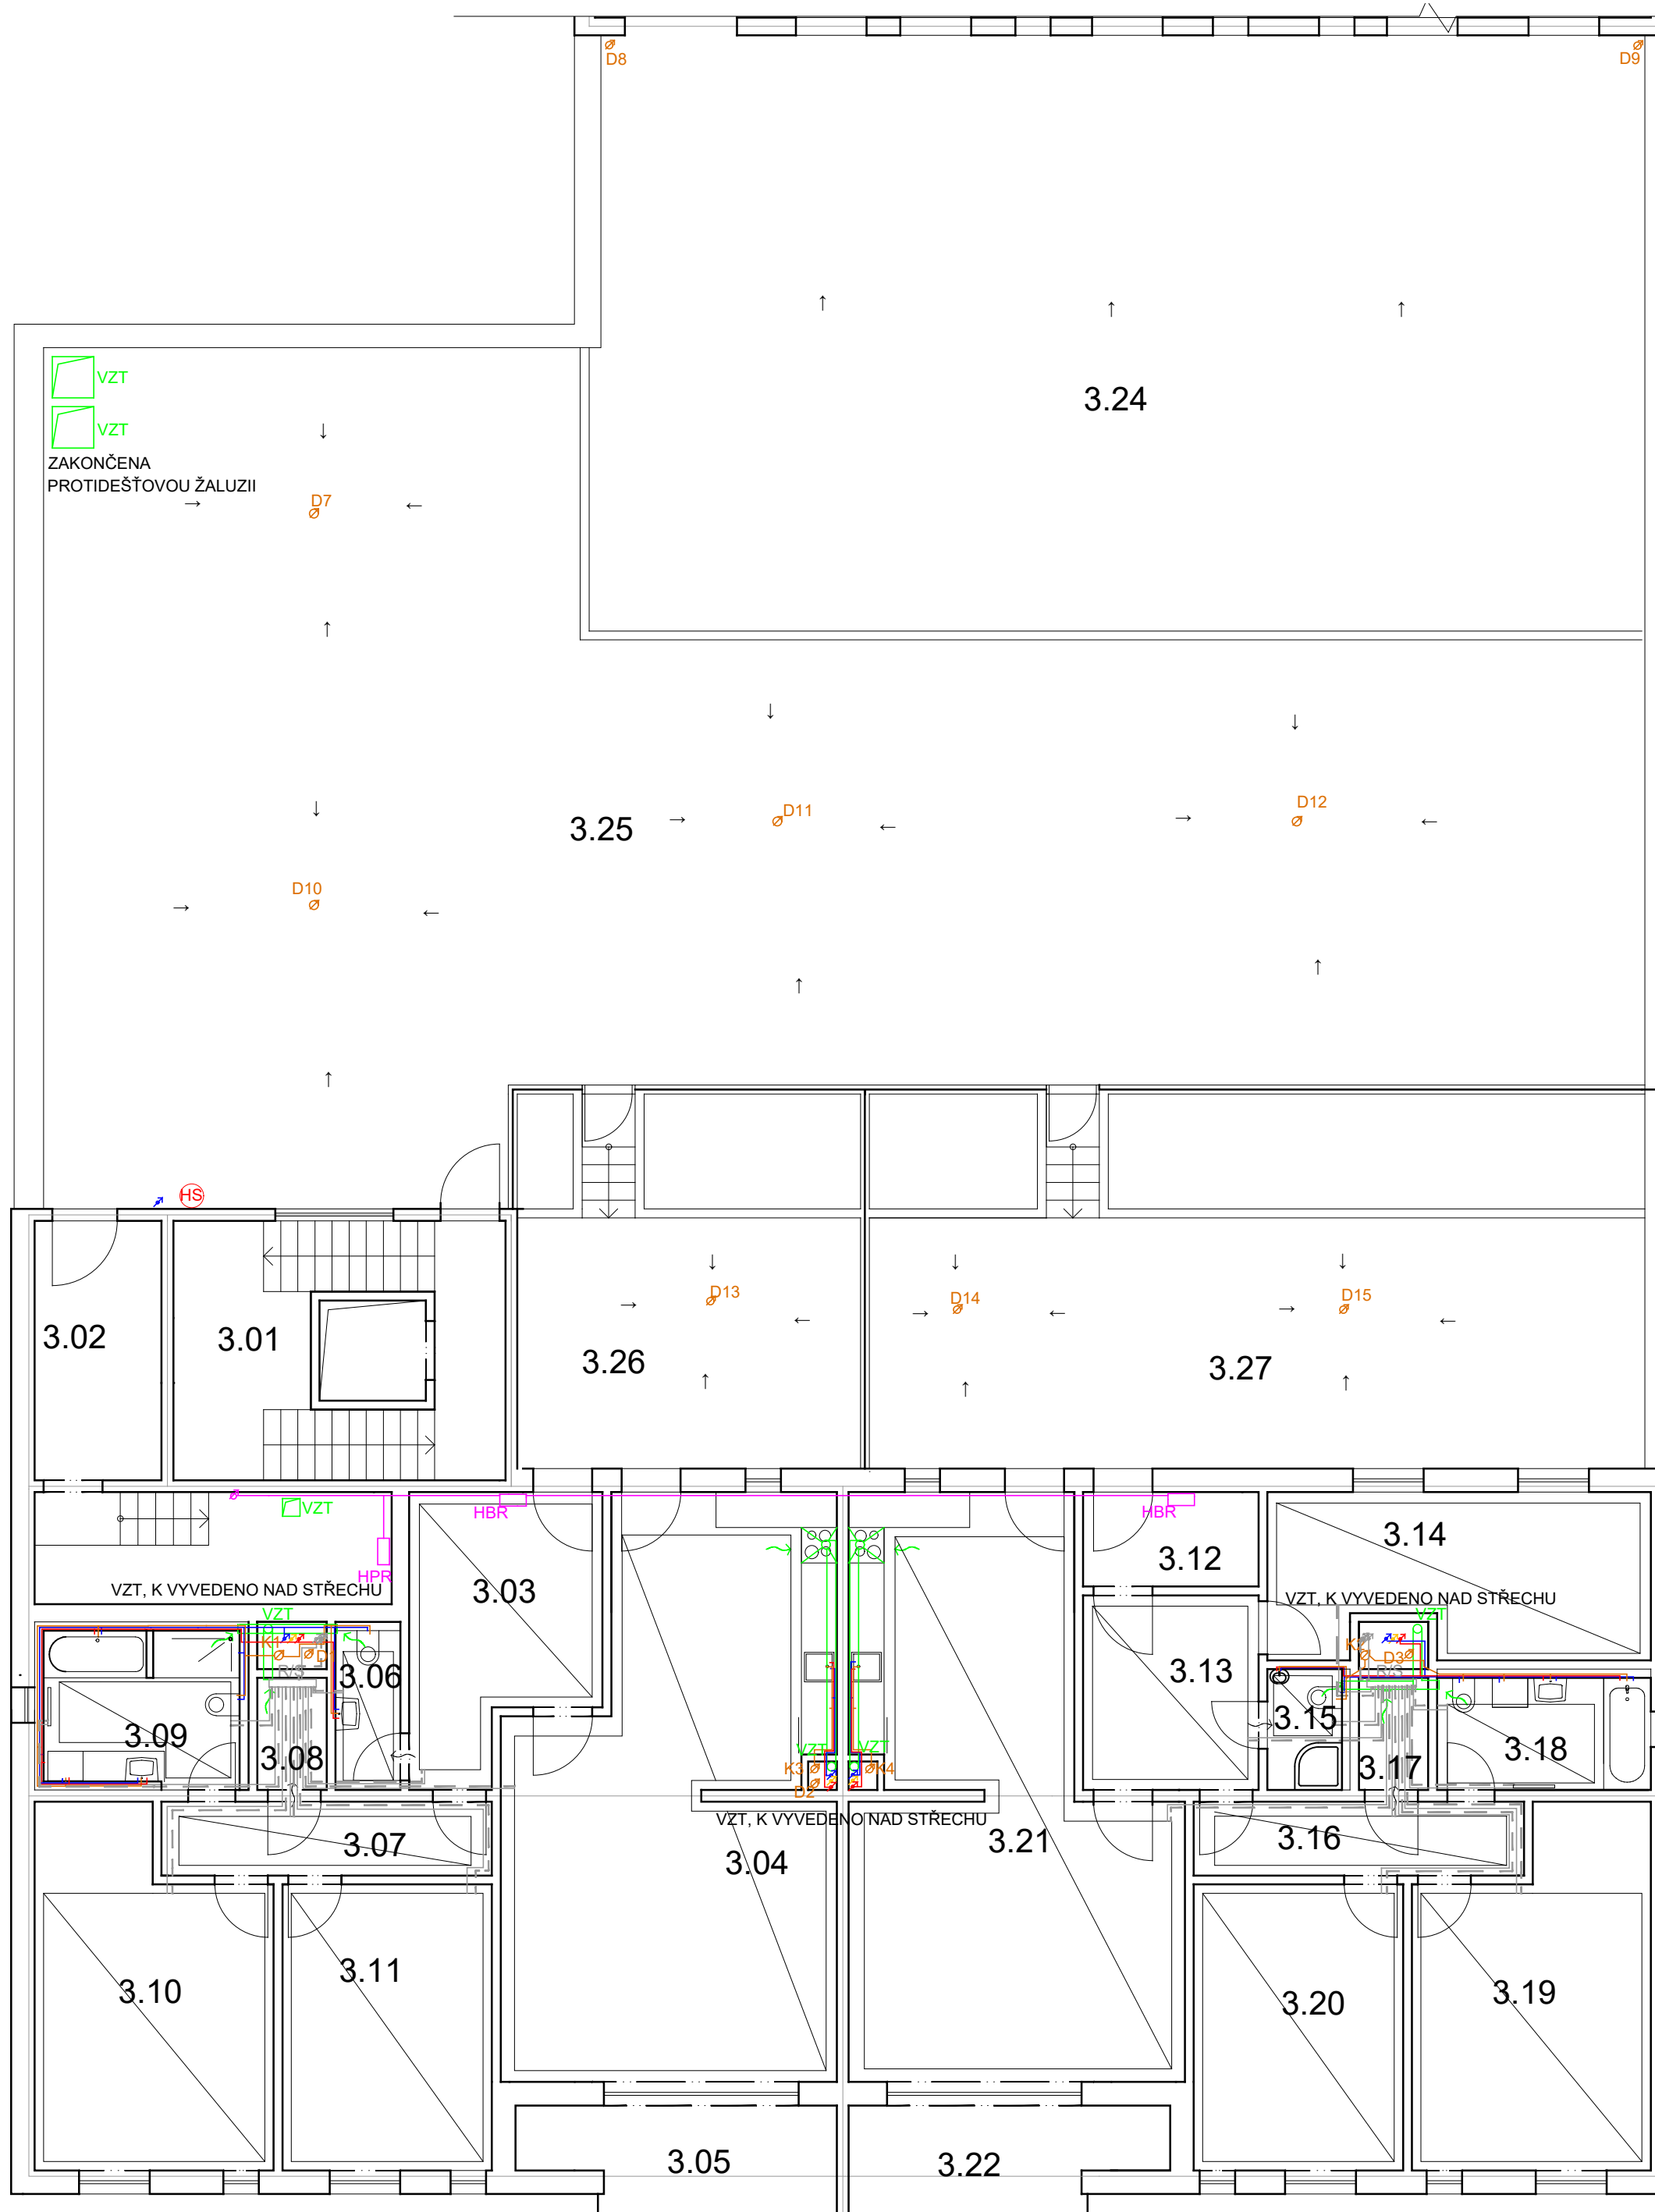 D8
D9
VZT
VZT
ZAKONČENA
PROTIDEŠŤOVOU ŽALUZII
D7
3.24
D11
D12
3.25
D10
HS
3.02
3.01
D13
D14
D15
3.26
3.27
VZT
HBR
HBR
HPR
VZT, K VYVEDENO NAD STŘECHU
3.03
3.12
3.14
VZT, K VYVEDENO NAD STŘECHU
VZT
VZT
K1
D1
R/S
3.06
3.09
3.08
D3
R/S
3.13
3.15
3.17
3.18
VZT
VZT
K3
K4
D2
VZT, K VYVEDENO NAD STŘECHU
3.07
3.04
3.21
3.16
3.10
3.11
3.20
3.19
3.05
3.22